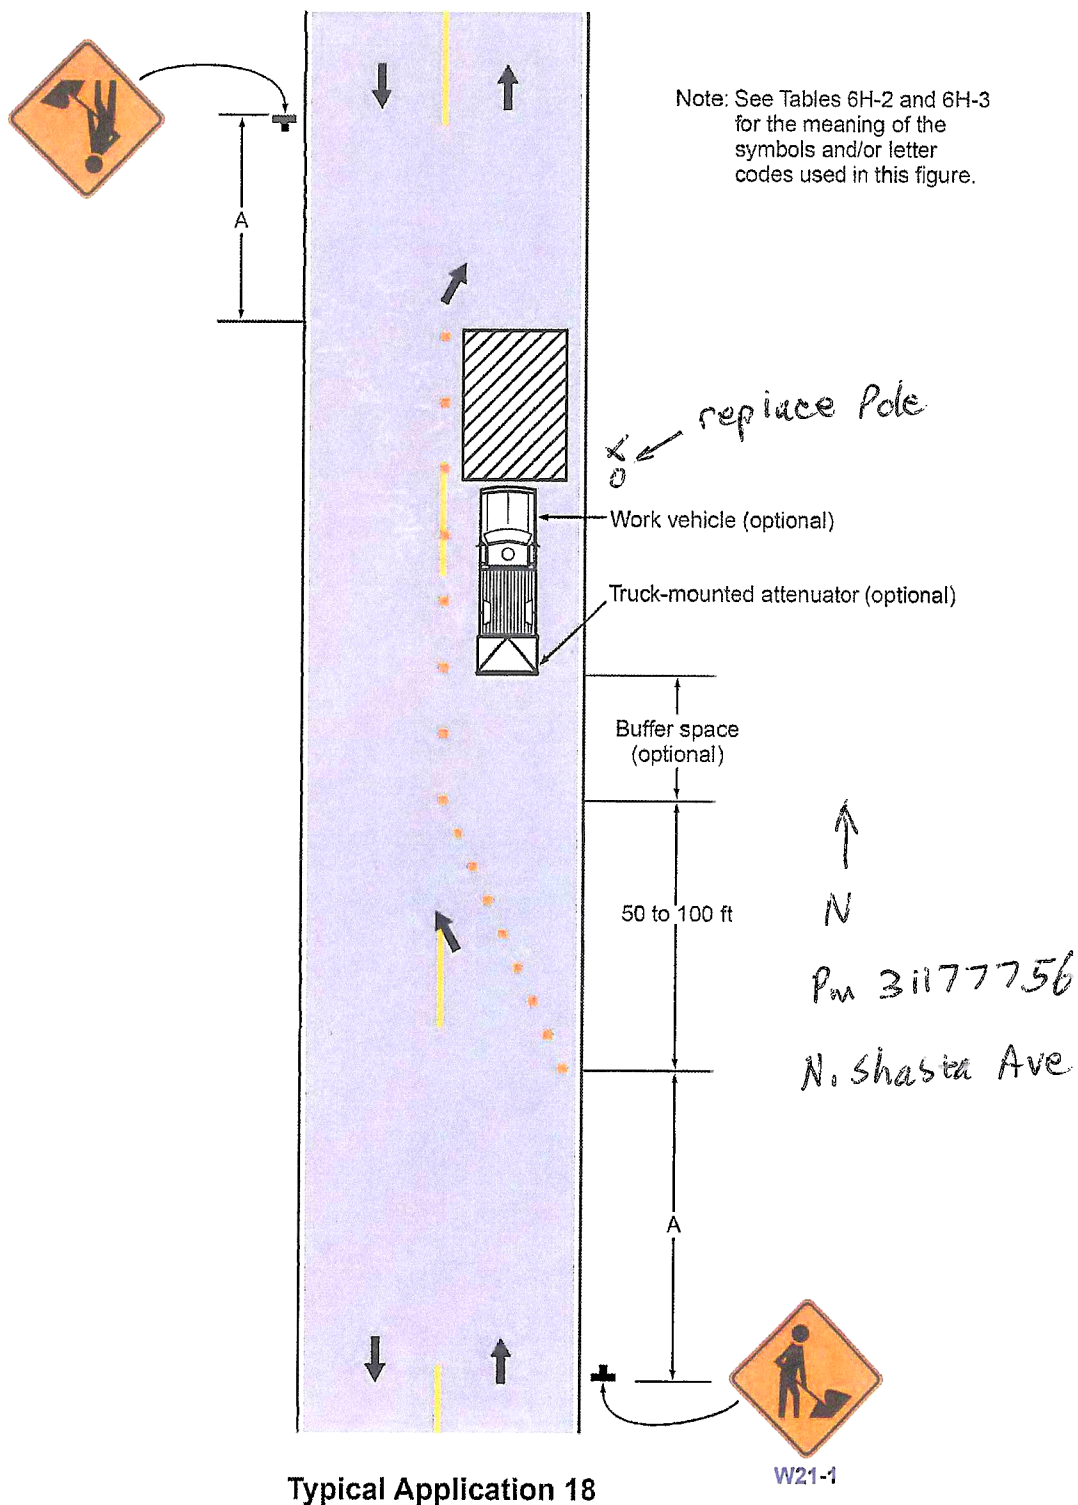 Note: See Tables 6H-2 and 6H-3
for the meaning of the
symbols and/or letter
codes used in this figure.
A
replace Pole
X
O
Work vehicle (optional)
Truck-mounted attenuator (optional)
Buffer space
(optional)
50 to 100 ft
N
Pm 31177756
N. Shasta Ave
A
W21-1
Typical Application 18